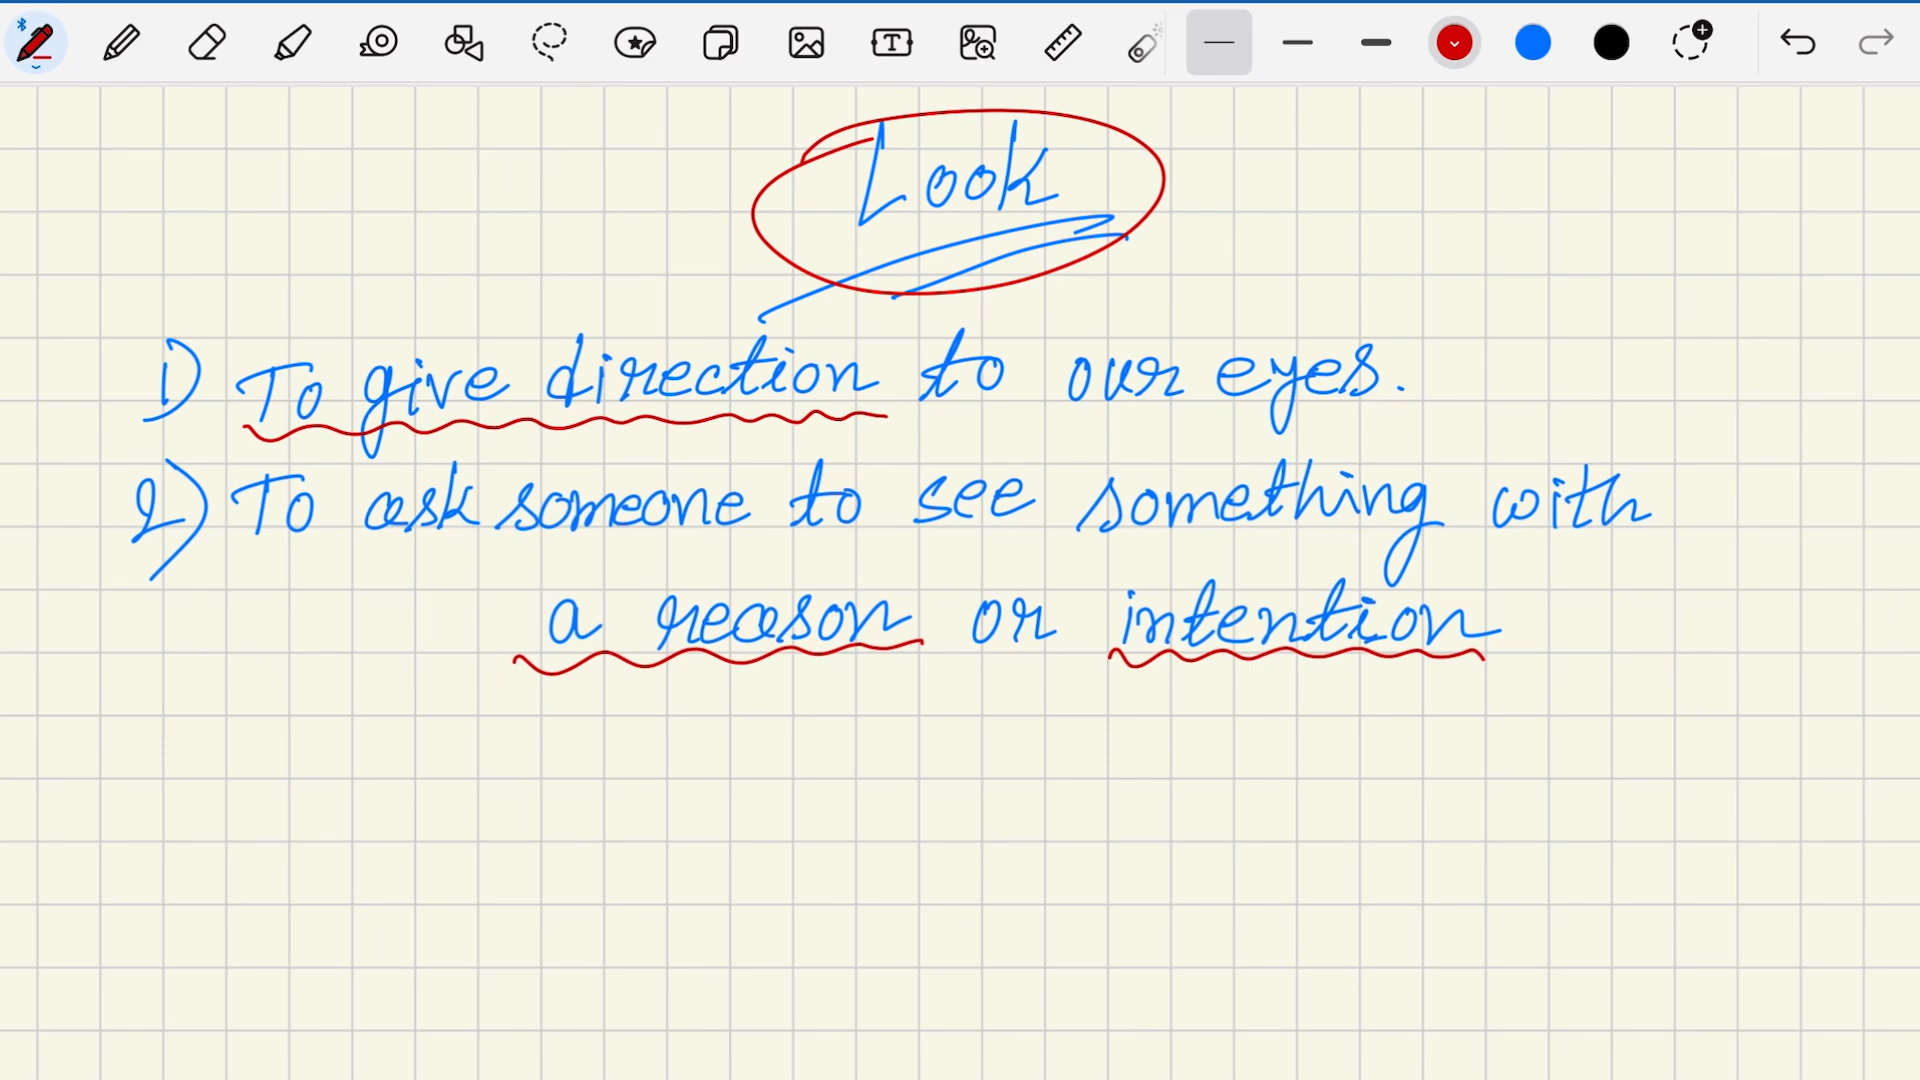 Look
1) To give direction to our eyes.
2) To ask someone to see something with
a reason or intention